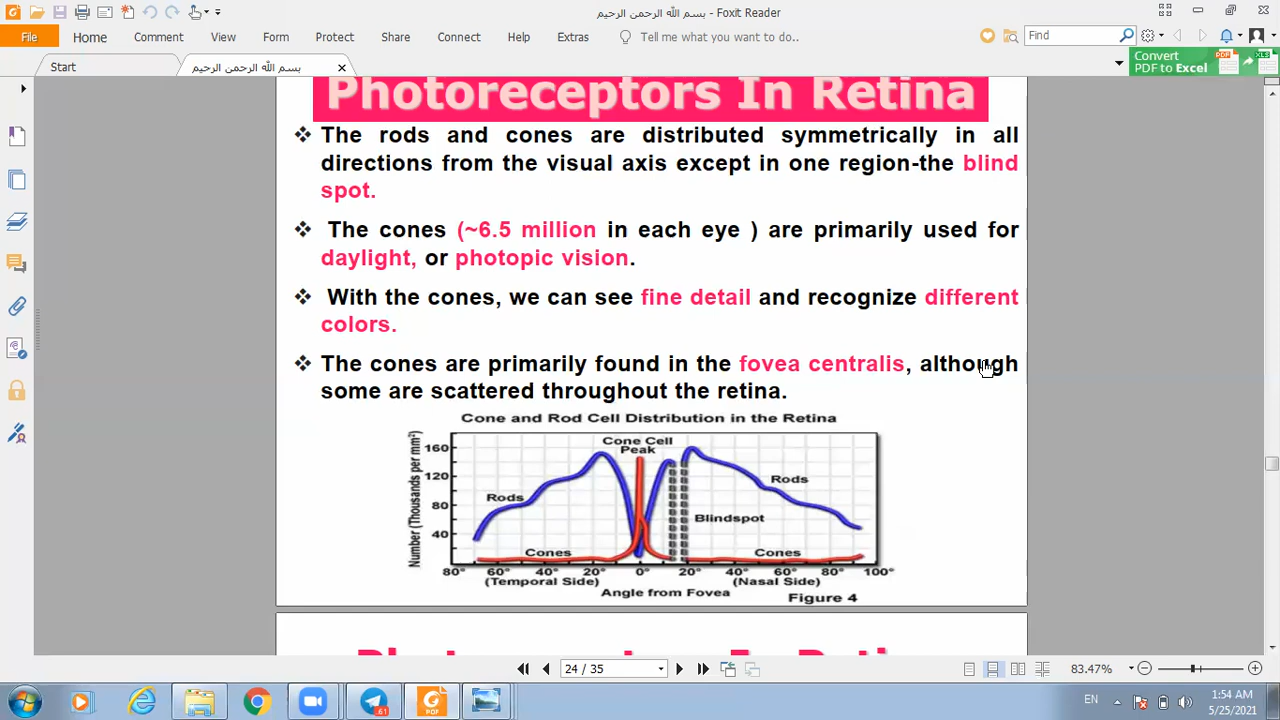 بسم الله الرحمن الرحيم - Foxit Reader
File Home Comment View Form Protect Share Connect Help Extras Tell me what you want to do.. Find
Start بسم الله الرحمن الرحيم
Convert
PDF to Excel
Photoreceptors In Retina
❖ The rods and cones are distributed symmetrically in all
directions from the visual axis except in one region-the blind
spot.
❖ The cones (~6.5 million in each eye ) are primarily used for
daylight, or photopic vision.
❖ With the cones, we can see fine detail and recognize different
colors.
❖ The cones are primarily found in the fovea centralis, although
some are scattered throughout the retina.
Cone and Rod Cell Distribution in the Retina
Number (Thousands per mm²)
160
120
80
40
Cone Cell
Peak
Rods
Rods
Blindspot
Cones
Cones
80° 60° 40° 20° 0° 20° 40° 60° 80° 100°
(Temporal Side) (Nasal Side)
Angle from Fovea
Figure 4
24 / 35
83.47%
61
PDF
EN
1:54 AM
5/25/2021